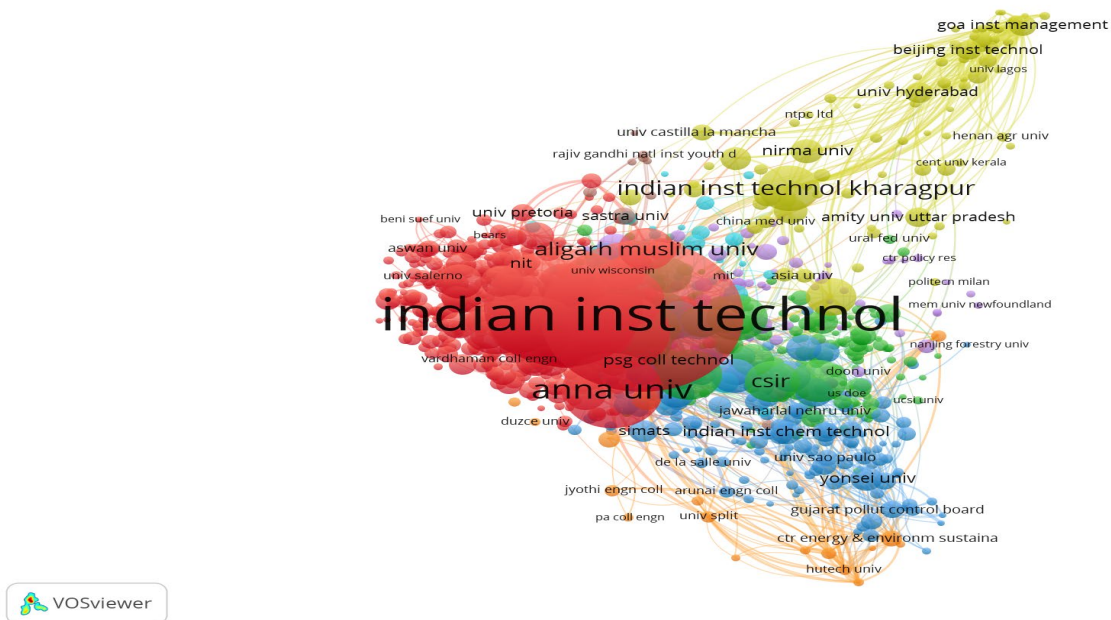 goa inst management
beijing inst technol
univ lagos
univ hyderabad
ntpc ltd
univ castilla la mancha
henan agr univ
nirma univ
rajiv gandhi natl inst youth d
cent univ kerala
indian inst technol kharagpur
univ pretoria
sastra univ
beni suef univ
china med univ
amity univ uttar pradesh
bears
ural fed univ
aswan univ
aligarh muslim univ
ctr policy res
nit
univ wisconsin
mit
asia univ
univ salerno
politecn milan
mem univ newfoundland
indian inst technol
nanjing forestry univ
vardhaman coll engn
psg coll technol
doon univ
csir
anna univ
us doe
ucsi univ
jawaharlal nehru univ
duzce univ
simats
indian inst chem technol
de la salle univ
univ sao paulo
yonsei univ
jyothi engn coll
arunai engn coll
gujarat pollut control board
pa coll engn
univ split
ctr energy & environm sustaina
hutech univ
VOSviewer